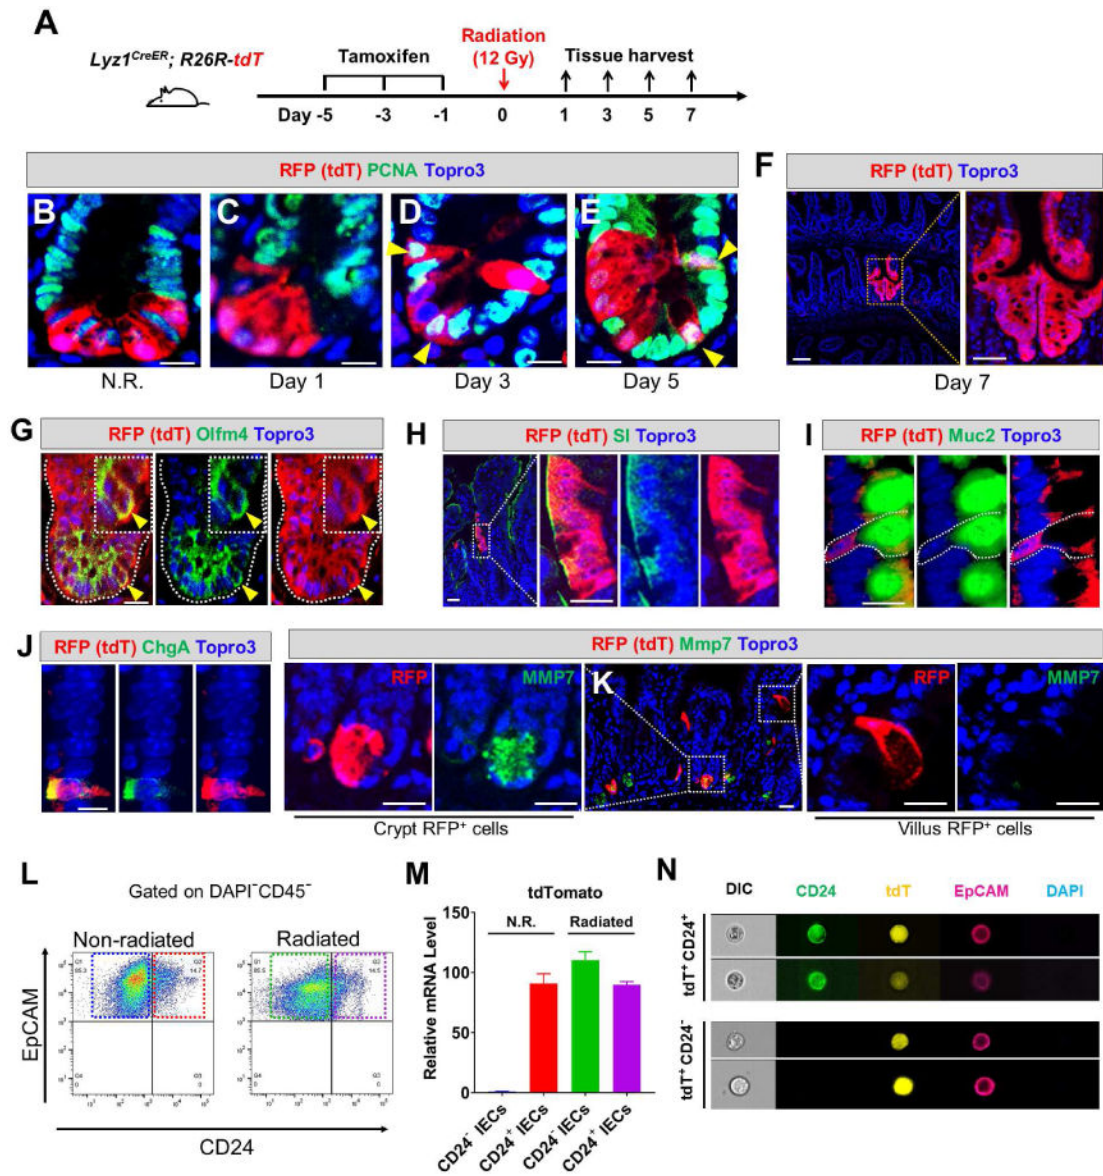 A
Lyz1CreER; R26R-tdT
Tamoxifen
Radiation
(12 Gy)
Tissue harvest
Day -5 -3 -1 0 1 3 5 7
RFP (tdT) PCNA Topro3
B
C
D
E
N.R.
Day 1
Day 3
Day 5
F
RFP (tdT) Topro3
Day 7
G
RFP (tdT) Olfm4 Topro3
H
RFP (tdT) SI Topro3
I
RFP (tdT) Muc2 Topro3
J
RFP (tdT) ChgA Topro3
RFP (tdT) Mmp7 Topro3
RFP
MMP7
K
RFP
MMP7
Crypt RFP+ cells
Villus RFP+ cells
L
Gated on DAPI-CD45-
Non-radiated
Radiated
EpCAM
CD24
M
tdTomato
N.R.
Radiated
Relative mRNA Level
150
100
50
0
CD24- IECs
CD24+ IECs
CD24- IECs
CD24+ IECs
N
DIC
CD24
tdT
EpCAM
DAPI
tdT+ CD24+
tdT+ CD24-